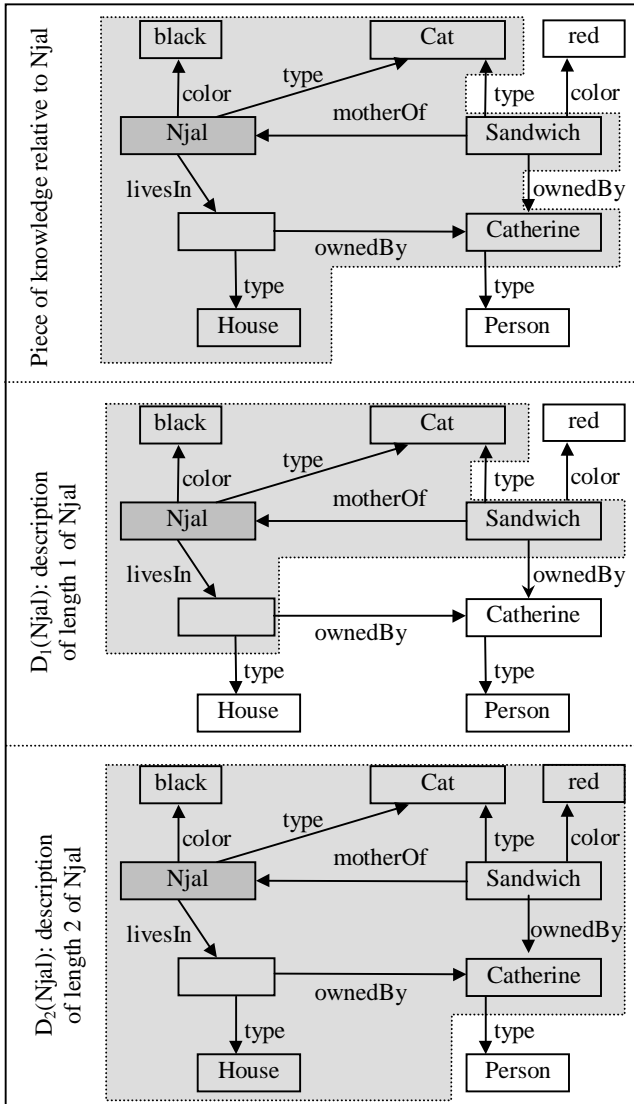 Piece of knowledge relative to Njal
black
Cat
red
color
type
type
color
motherOf
Njal
Sandwich
livesIn
ownedBy
ownedBy
Catherine
type
type
House
Person
D₁(Njal): description
of length 1 of Njal
black
Cat
red
color
type
type
color
motherOf
Njal
Sandwich
livesIn
ownedBy
ownedBy
Catherine
type
type
House
Person
D₂(Njal): description
of length 2 of Njal
black
Cat
red
color
type
type
color
motherOf
Njal
Sandwich
livesIn
ownedBy
ownedBy
Catherine
type
type
House
Person